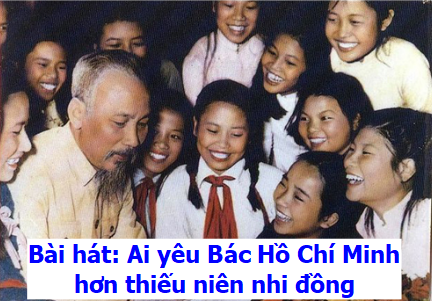 Bài hát: Ai yêu Bác Hồ Chí Minh
hơn thiếu niên nhi đồng